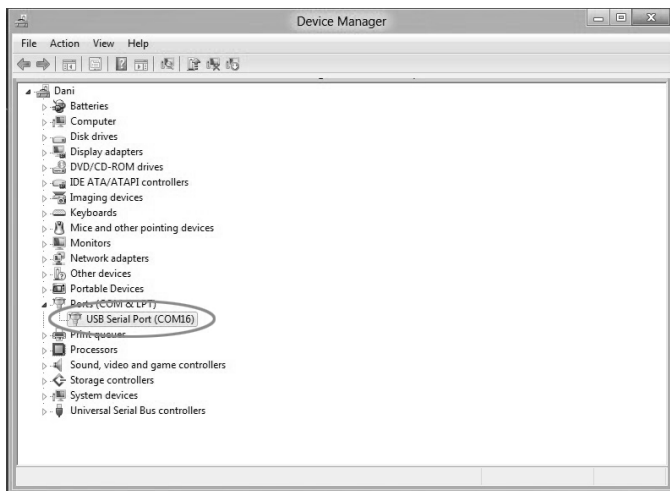 Device Manager
File Action View Help
Dani
Batteries
Computer
Disk drives
Display adapters
DVD/CD-ROM drives
IDE ATA/ATAPI controllers
Imaging devices
Keyboards
Mice and other pointing devices
Monitors
Network adapters
Other devices
Portable Devices
Ports (COM & LPT)
USB Serial Port (COM16)
Print queues
Processors
Sound, video and game controllers
Storage controllers
System devices
Universal Serial Bus controllers